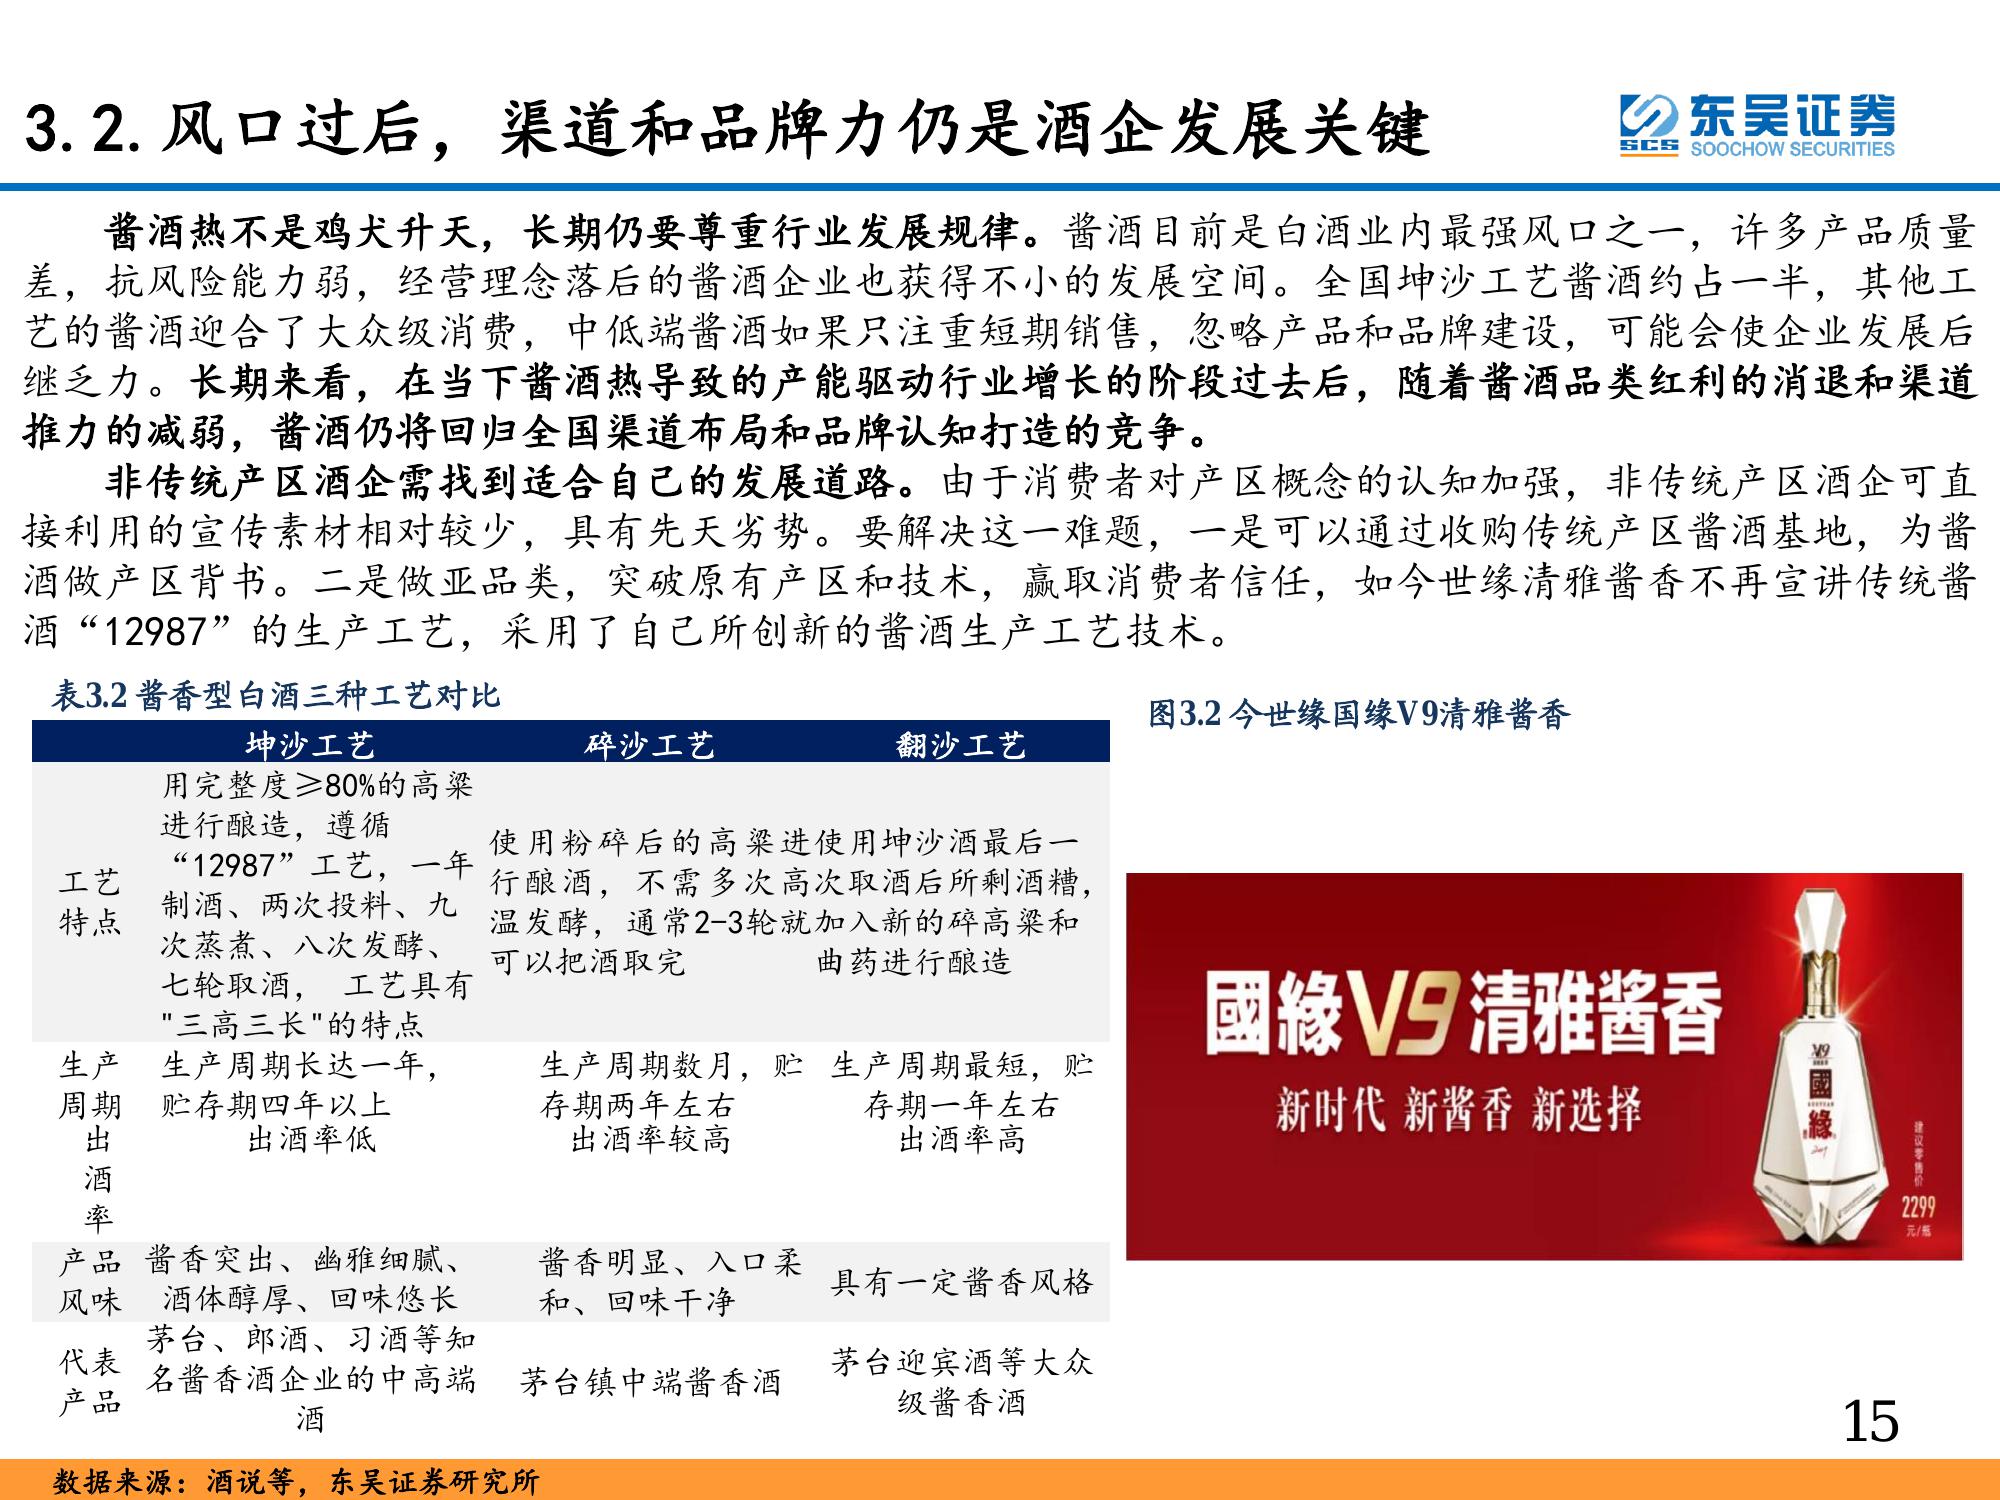 3.2.风口过后，渠道和品牌力仍是酒企发展关键
东吴证券
SCS
SOOCHOW SECURITIES
酱酒热不是鸡犬升天，长期仍要尊重行业发展规律。酱酒目前是白酒业内最强风口之一，许多产品质量
差，抗风险能力弱，经营理念落后的酱酒企业也获得不小的发展空间。全国坤沙工艺酱酒约占一半，其他工
艺的酱酒迎合了大众级消费，中低端酱酒如果只注重短期销售，忽略产品和品牌建设，可能会使企业发展后
继乏力。长期来看，在当下酱酒热导致的产能驱动行业增长的阶段过去后，随着酱酒品类红利的消退和渠道
推力的减弱，酱酒仍将回归全国渠道布局和品牌认知打造的竞争。
非传统产区酒企需找到适合自己的发展道路。由于消费者对产区概念的认知加强，非传统产区酒企可直
接利用的宣传素材相对较少，具有先天劣势。要解决这一难题，一是可以通过收购传统产区酱酒基地，为酱
酒做产区背书。二是做亚品类，突破原有产区和技术，赢取消费者信任，如今世缘清雅酱香不再宣讲传统酱
酒“12987”的生产工艺，采用了自己所创新的酱酒生产工艺技术。
表3.2 酱香型白酒三种工艺对比
坤沙工艺 碎沙工艺 翻沙工艺
工艺
特点
用完整度≥80%的高粱
进行酿造，遵循
“12987”工艺，一年
制酒、两次投料、九
次蒸煮、八次发酵、
七轮取酒， 工艺具有
"三高三长"的特点
使用粉碎后的高粱进
行酿酒，不需多次高
温发酵，通常2-3轮就
可以把酒取完
使用坤沙酒最后一
次取酒后所剩酒糟，
加入新的碎高粱和
曲药进行酿造
生产
周期
生产周期长达一年，
贮存期四年以上
生产周期数月，贮
存期两年左右
生产周期最短，贮
存期一年左右
出
酒
率
出酒率低
出酒率较高
出酒率高
产品
风味
酱香突出、幽雅细腻、
酒体醇厚、回味悠长
酱香明显、入口柔
和、回味干净
具有一定酱香风格
代表
产品
茅台、郎酒、习酒等知
名酱香酒企业的中高端
酒
茅台镇中端酱香酒
茅台迎宾酒等大众
级酱香酒
图3.2 今世缘国缘V9清雅酱香
國緣V9清雅酱香
新时代 新酱香 新选择
V9
國
緣
建议零售价
2299
元/瓶
15
数据来源：酒说等，东吴证券研究所